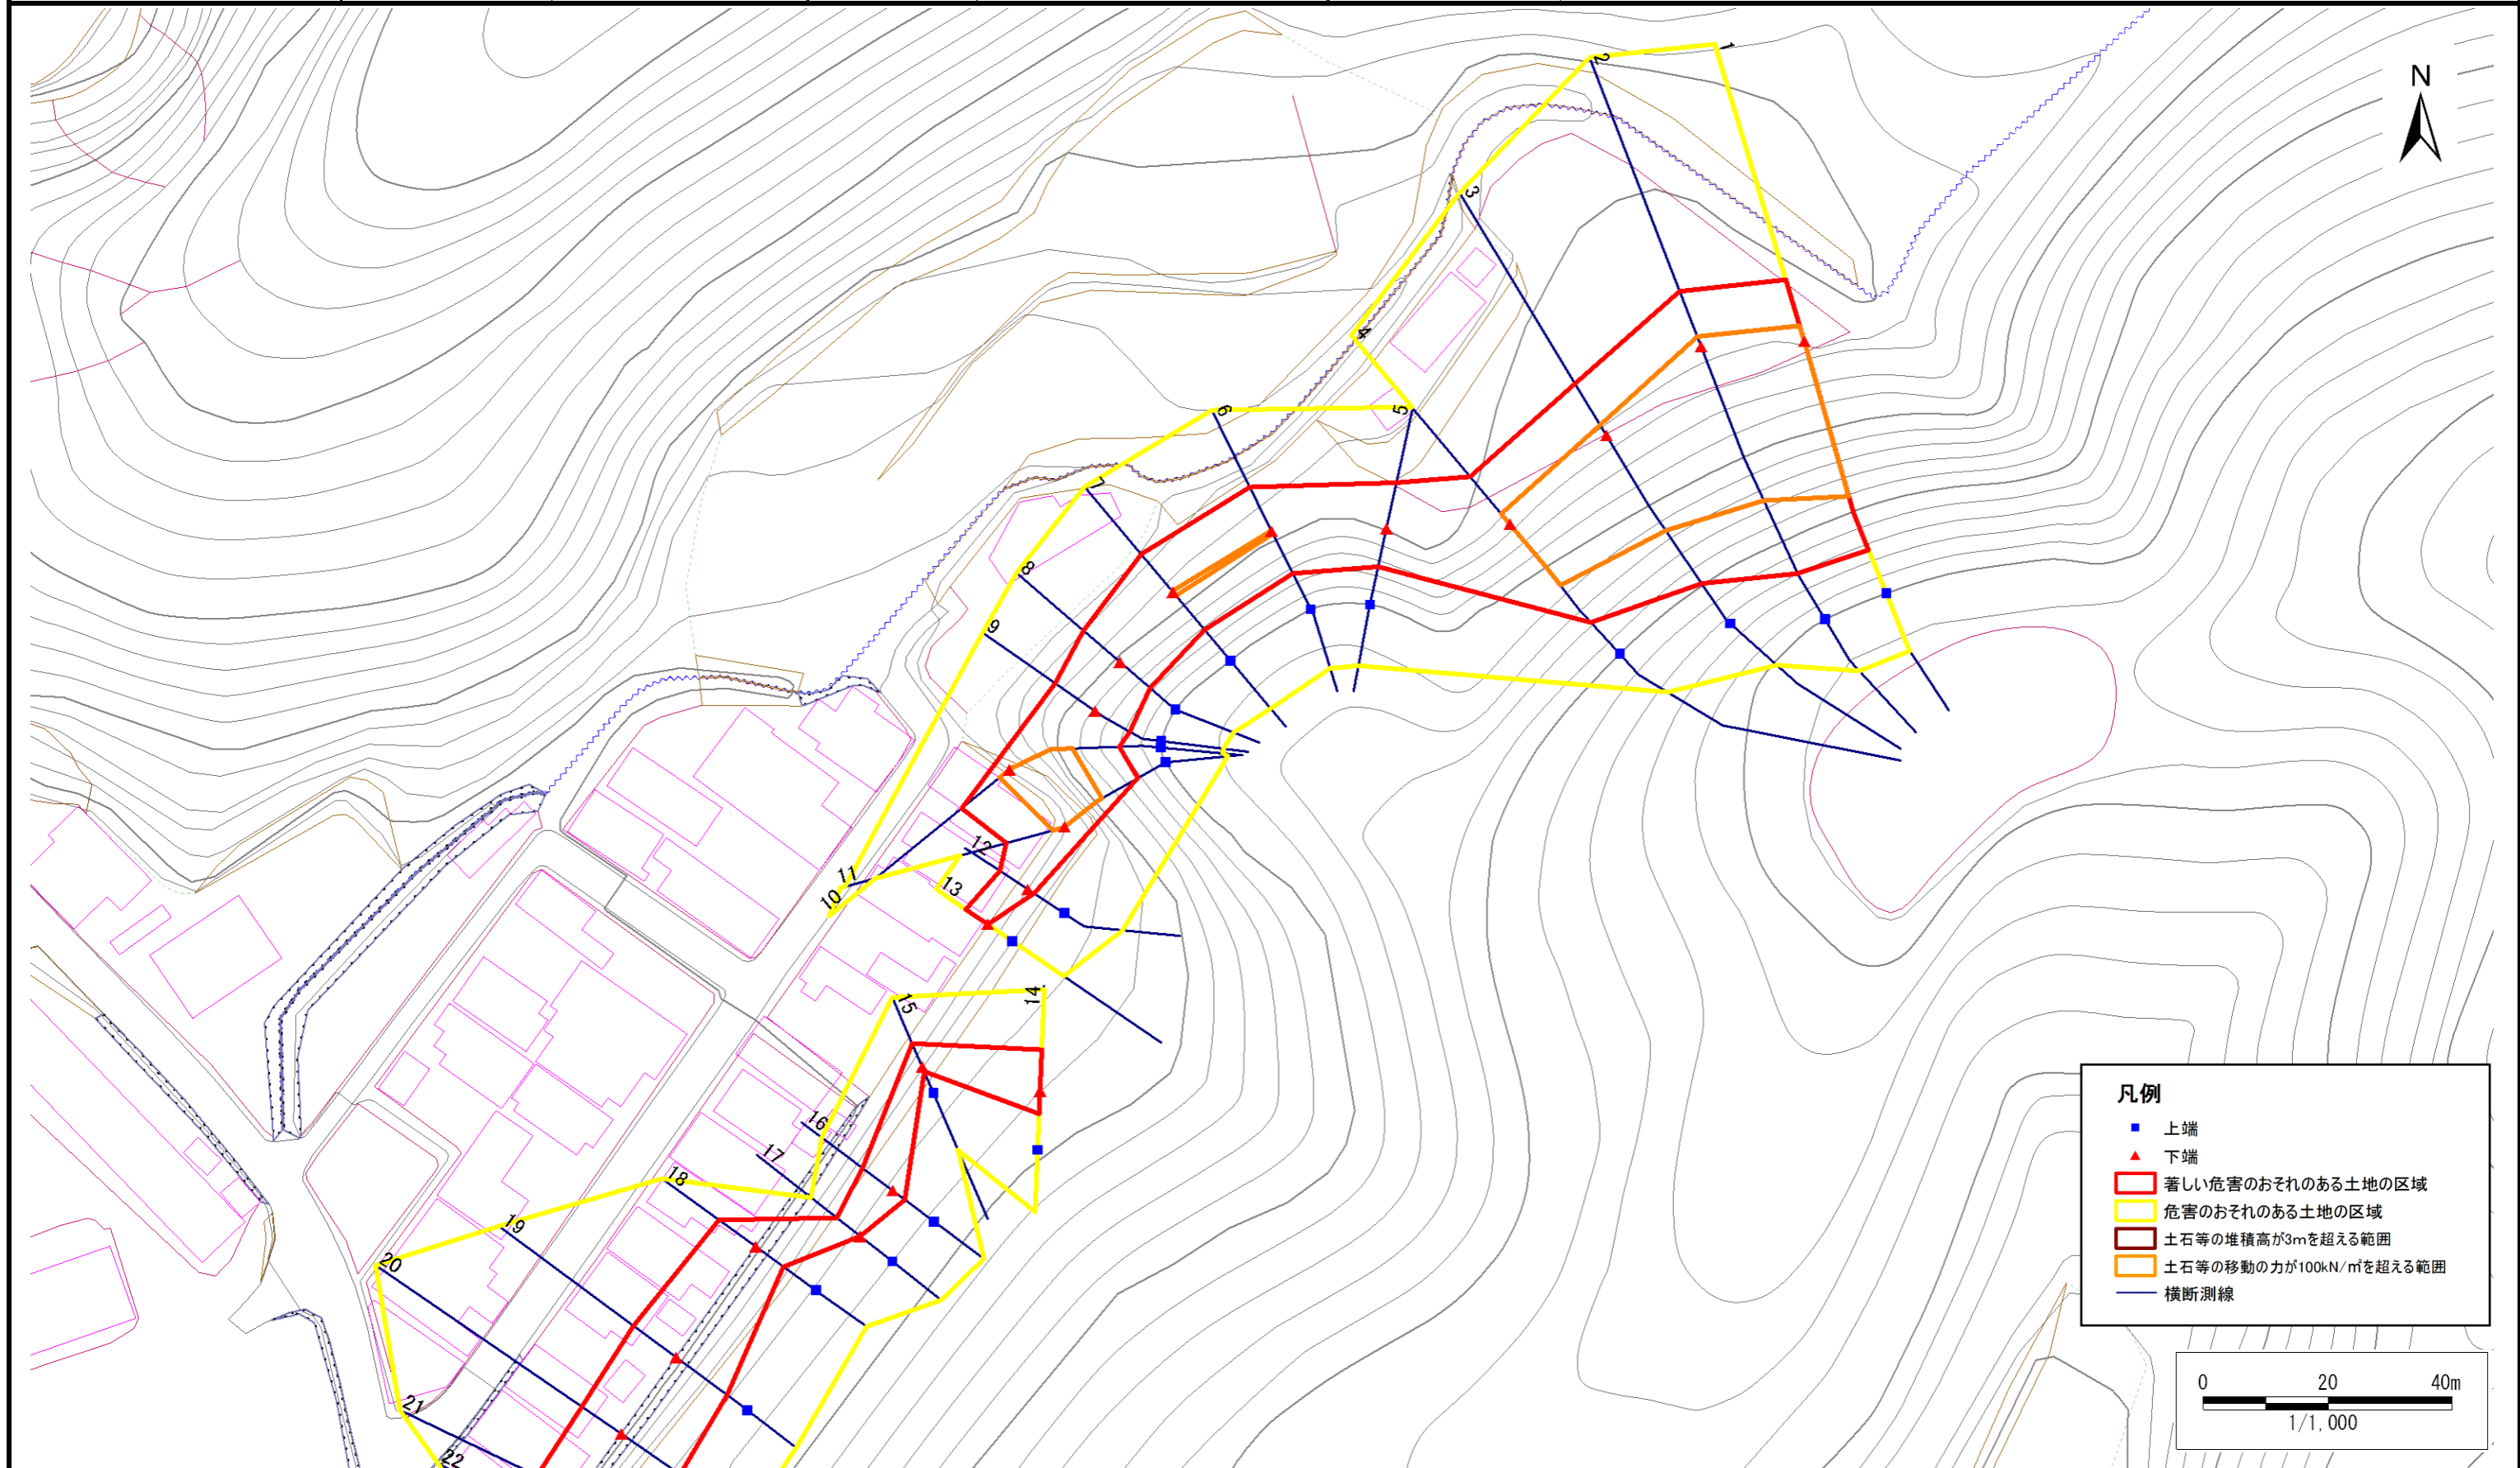 N
1
2
3
4
5
6
7
8
9
12
11
13
10
14
15
16
17
18
19
20
21
22
凡例
上端
下端
著しい危害のおそれのある土地の区域
危害のおそれのある土地の区域
土石等の堆積高が3mを超える範囲
土石等の移動の力が100kN/㎡を超える範囲
横断測線
0 20 40m
1/1,000